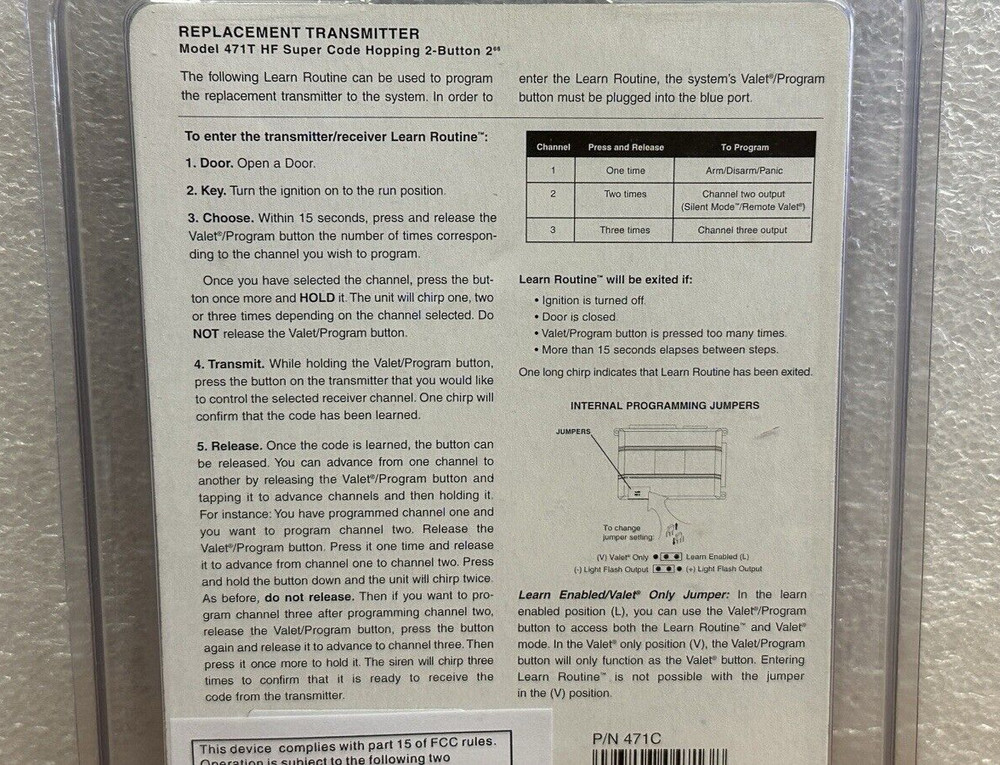 REPLACEMENT TRANSMITTER
Model 471T HF Super Code Hopping 2-Button 2
The following Learn Routine can be used to program
the replacement transmitter to the system. In order to
enter the Learn Routine, the system's Valet®/Program
button must be plugged into the blue port.
To enter the transmitter/receiver Learn Routine™:
1. Door. Open a Door.
2. Key. Turn the ignition on to the run position.
3. Choose. Within 15 seconds, press and release the
Valet®/Program button the number of times correspon-
ding to the channel you wish to program.
Once you have selected the channel, press the but-
ton once more and HOLD it. The unit will chirp one, two
or three times depending on the channel selected. Do
NOT release the Valet/Program button.
4. Transmit. While holding the Valet/Program button,
press the button on the transmitter that you would like
to control the selected receiver channel. One chirp will
confirm that the code has been learned.
5. Release. Once the code is learned, the button can
be released. You can advance from one channel to
another by releasing the Valet®/Program button and
tapping it to advance channels and then holding it.
For instance: You have programmed channel one and
you want to program channel two. Release the
Valet®/Program button. Press it one time and release
it to advance from channel one to channel two. Press
and hold the button down and the unit will chirp twice.
As before, do not release. Then if you want to pro-
gram channel three after programming channel two,
release the Valet/Program button, press the button
again and release it to advance to channel three. Then
press it once more to hold it. The siren will chirp three
times to confirm that it is ready to receive the
code from the transmitter.
Channel Press and Release To Program
1 One time Arm/Disarm/Panic
2 Two times Channel two output
(Silent Mode™/Remote Valet®)
3 Three times Channel three output
Learn Routine™ will be exited if:
• Ignition is turned off.
• Door is closed.
• Valet/Program button is pressed too many times.
• More than 15 seconds elapses between steps.
One long chirp indicates that Learn Routine has been exited.
INTERNAL PROGRAMMING JUMPERS
JUMPERS
To change
jumper setting:
(V) Valet® Only Learn Enabled (L)
(-) Light Flash Output (+) Light Flash Output
Learn Enabled/Valet® Only Jumper: In the learn
enabled position (L), you can use the Valet®/Program
button to access both the Learn Routine™ and Valet®
mode. In the Valet® only position (V), the Valet/Program
button will only function as the Valet® button. Entering
Learn Routine™ is not possible with the jumper
in the (V) position.
This device complies with part 15 of FCC rules.
Operation is subject to the following two
P/N 471C